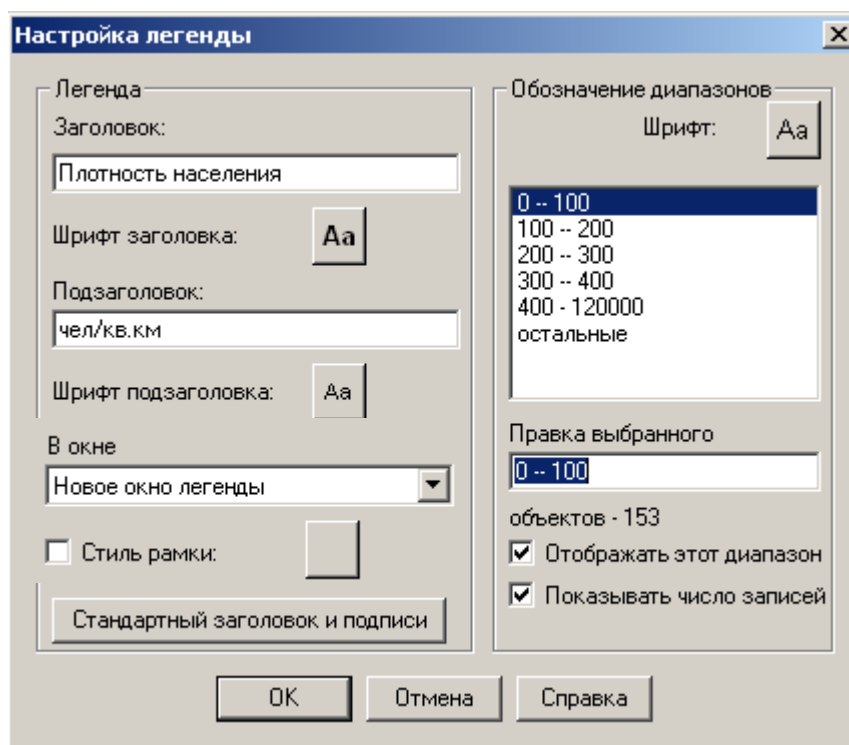 Настройка легенды
Легенда
Заголовок:
Плотность населения
Шрифт заголовка:
Aa
Подзаголовок:
чел/кв.км
Шрифт подзаголовка:
Aa
В окне
Новое окно легенды
Стиль рамки:
Стандартный заголовок и подписи
Обозначение диапазонов
Шрифт:
Aa
0 -- 100
100 -- 200
200 -- 300
300 -- 400
400 - 120000
остальные
Правка выбранного
0 -- 100
объектов - 153
Отображать этот диапазон
Показывать число записей
OK
Отмена
Справка